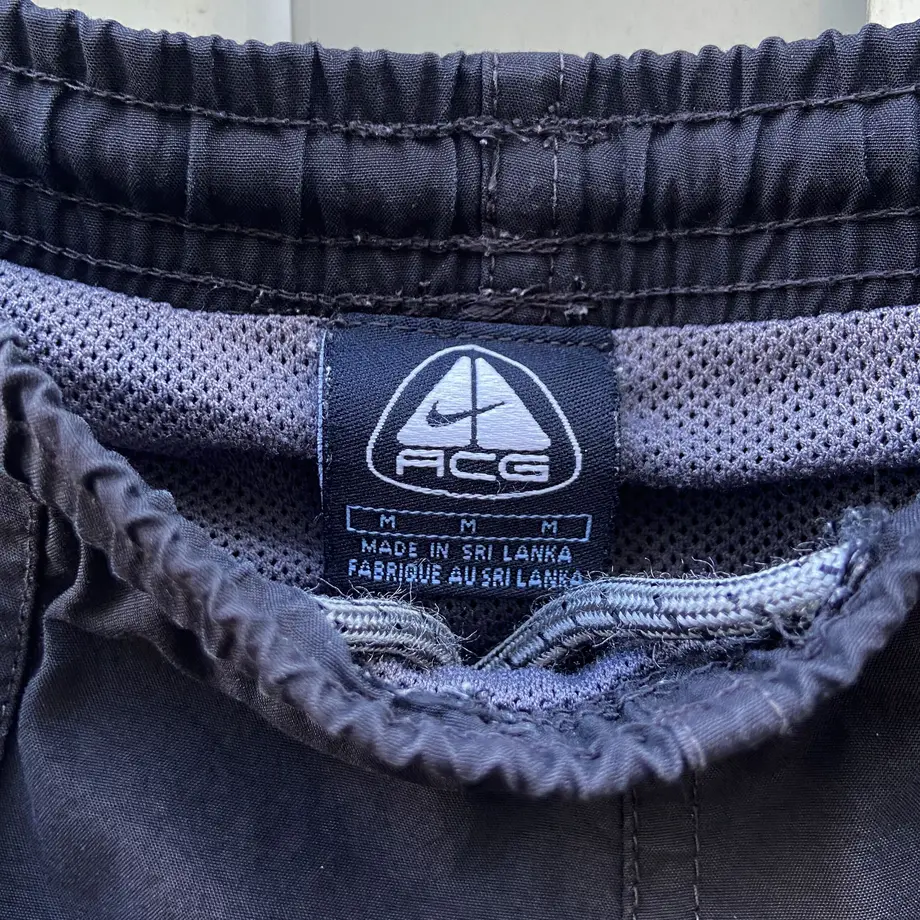 ACG
M M M
MADE IN SRI LANKA
FABRIQUE AU SRI LANKA